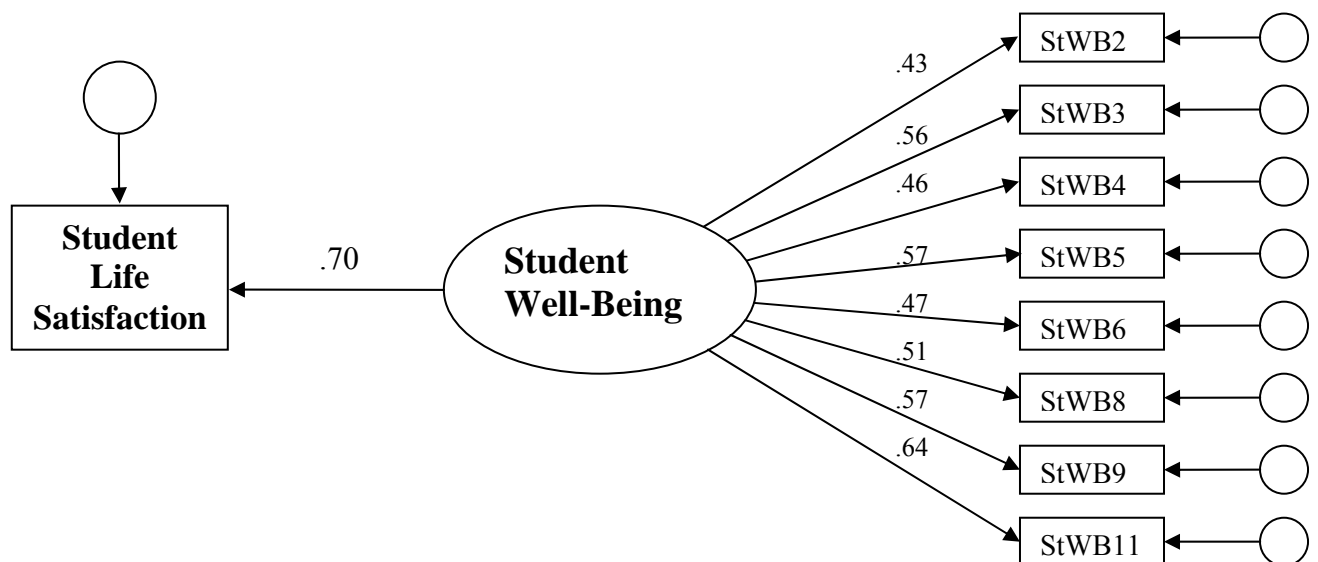 StWB2
.43
StWB3
.56
.46
StWB4
Student
Life
Satisfaction
.70
Student
Well-Being
.57
StWB5
.47
StWB6
.51
StWB8
.57
.64
StWB9
StWB11